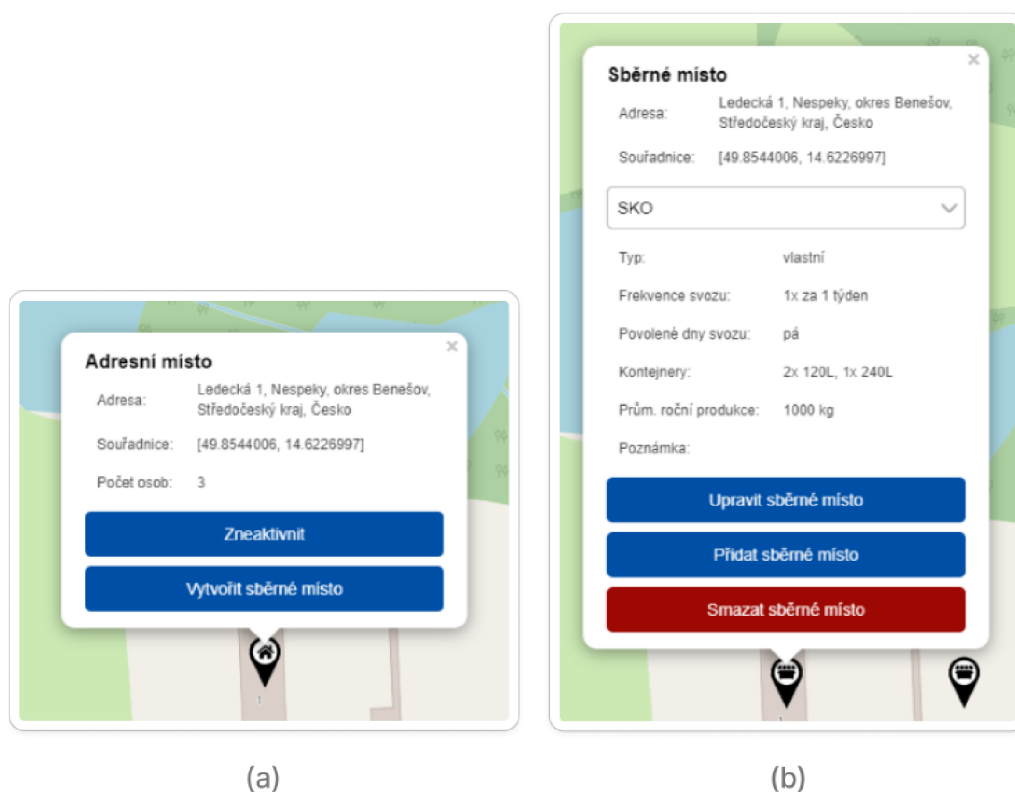 Adresní místo
Adresa: Ledecká 1, Nespeky, okres Benešov,
Středočeský kraj, Česko
Souřadnice: [49.8544006, 14.6226997]
Počet osob: 3
Zneaktivnit
Vytvořit sběrné místo
1
(a)
Sběrné místo
Adresa: Ledecká 1, Nespeky, okres Benešov,
Středočeský kraj, Česko
Souřadnice: [49.8544006, 14.6226997]
SKO
Typ: vlastní
Frekvence svozu: 1x za 1 týden
Povolené dny svozu: pá
Kontejnery: 2x 120L, 1x 240L
Prům. roční produkce: 1000 kg
Poznámka:
Upravit sběrné místo
Přidat sběrné místo
Smazat sběrné místo
(b)